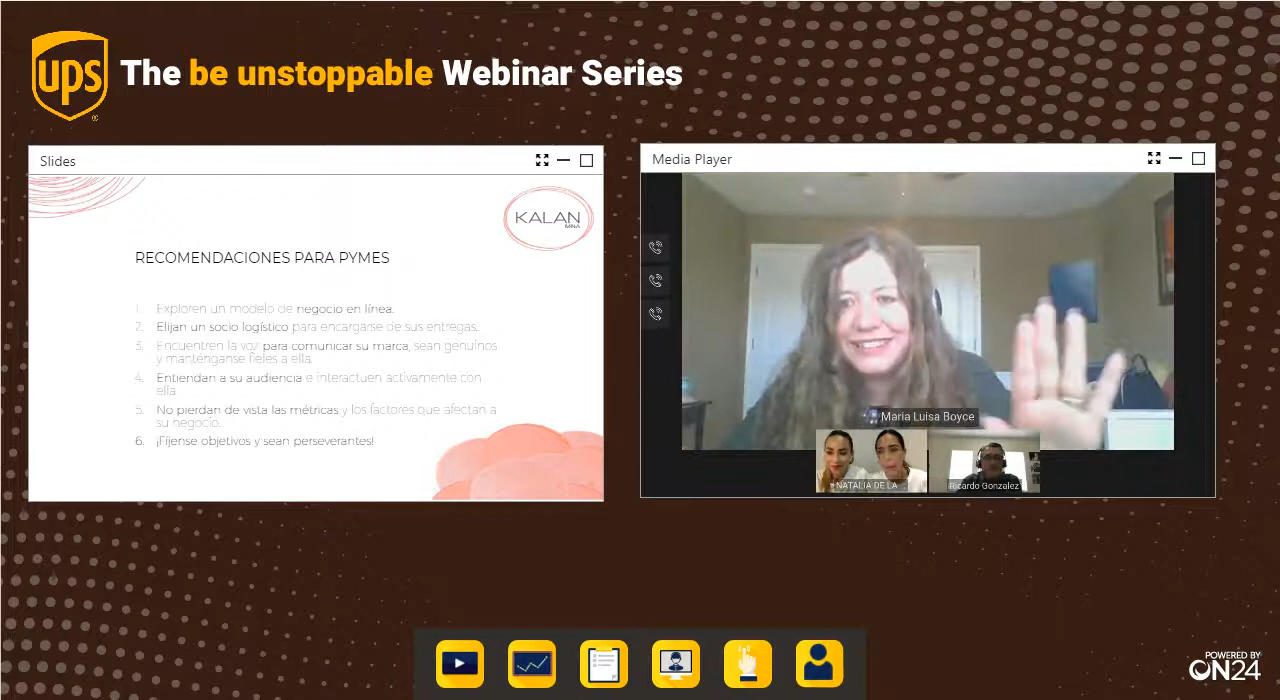 ups
The be unstoppable Webinar Series
Slides
KALAN
MNA
RECOMENDACIONES PARA PYMES
1. Exploren un modelo de negocio en línea.
2. Elijan un socio logístico para encargarse de sus entregas.
3. Encuentren la voz para comunicar su marca, sean genuinos
y manténganse fieles a ella.
4. Entiendan a su audiencia e interactuen activamente con
ella.
5. No pierdan de vista las métricas y los factores que afectan a
su negocio.
6. ¡Fíjense objetivos y sean perseverantes!
Media Player
Maria Luisa Boyce
NATALIA DE LA
Ricardo Gonzalez
POWERED BY
ON24